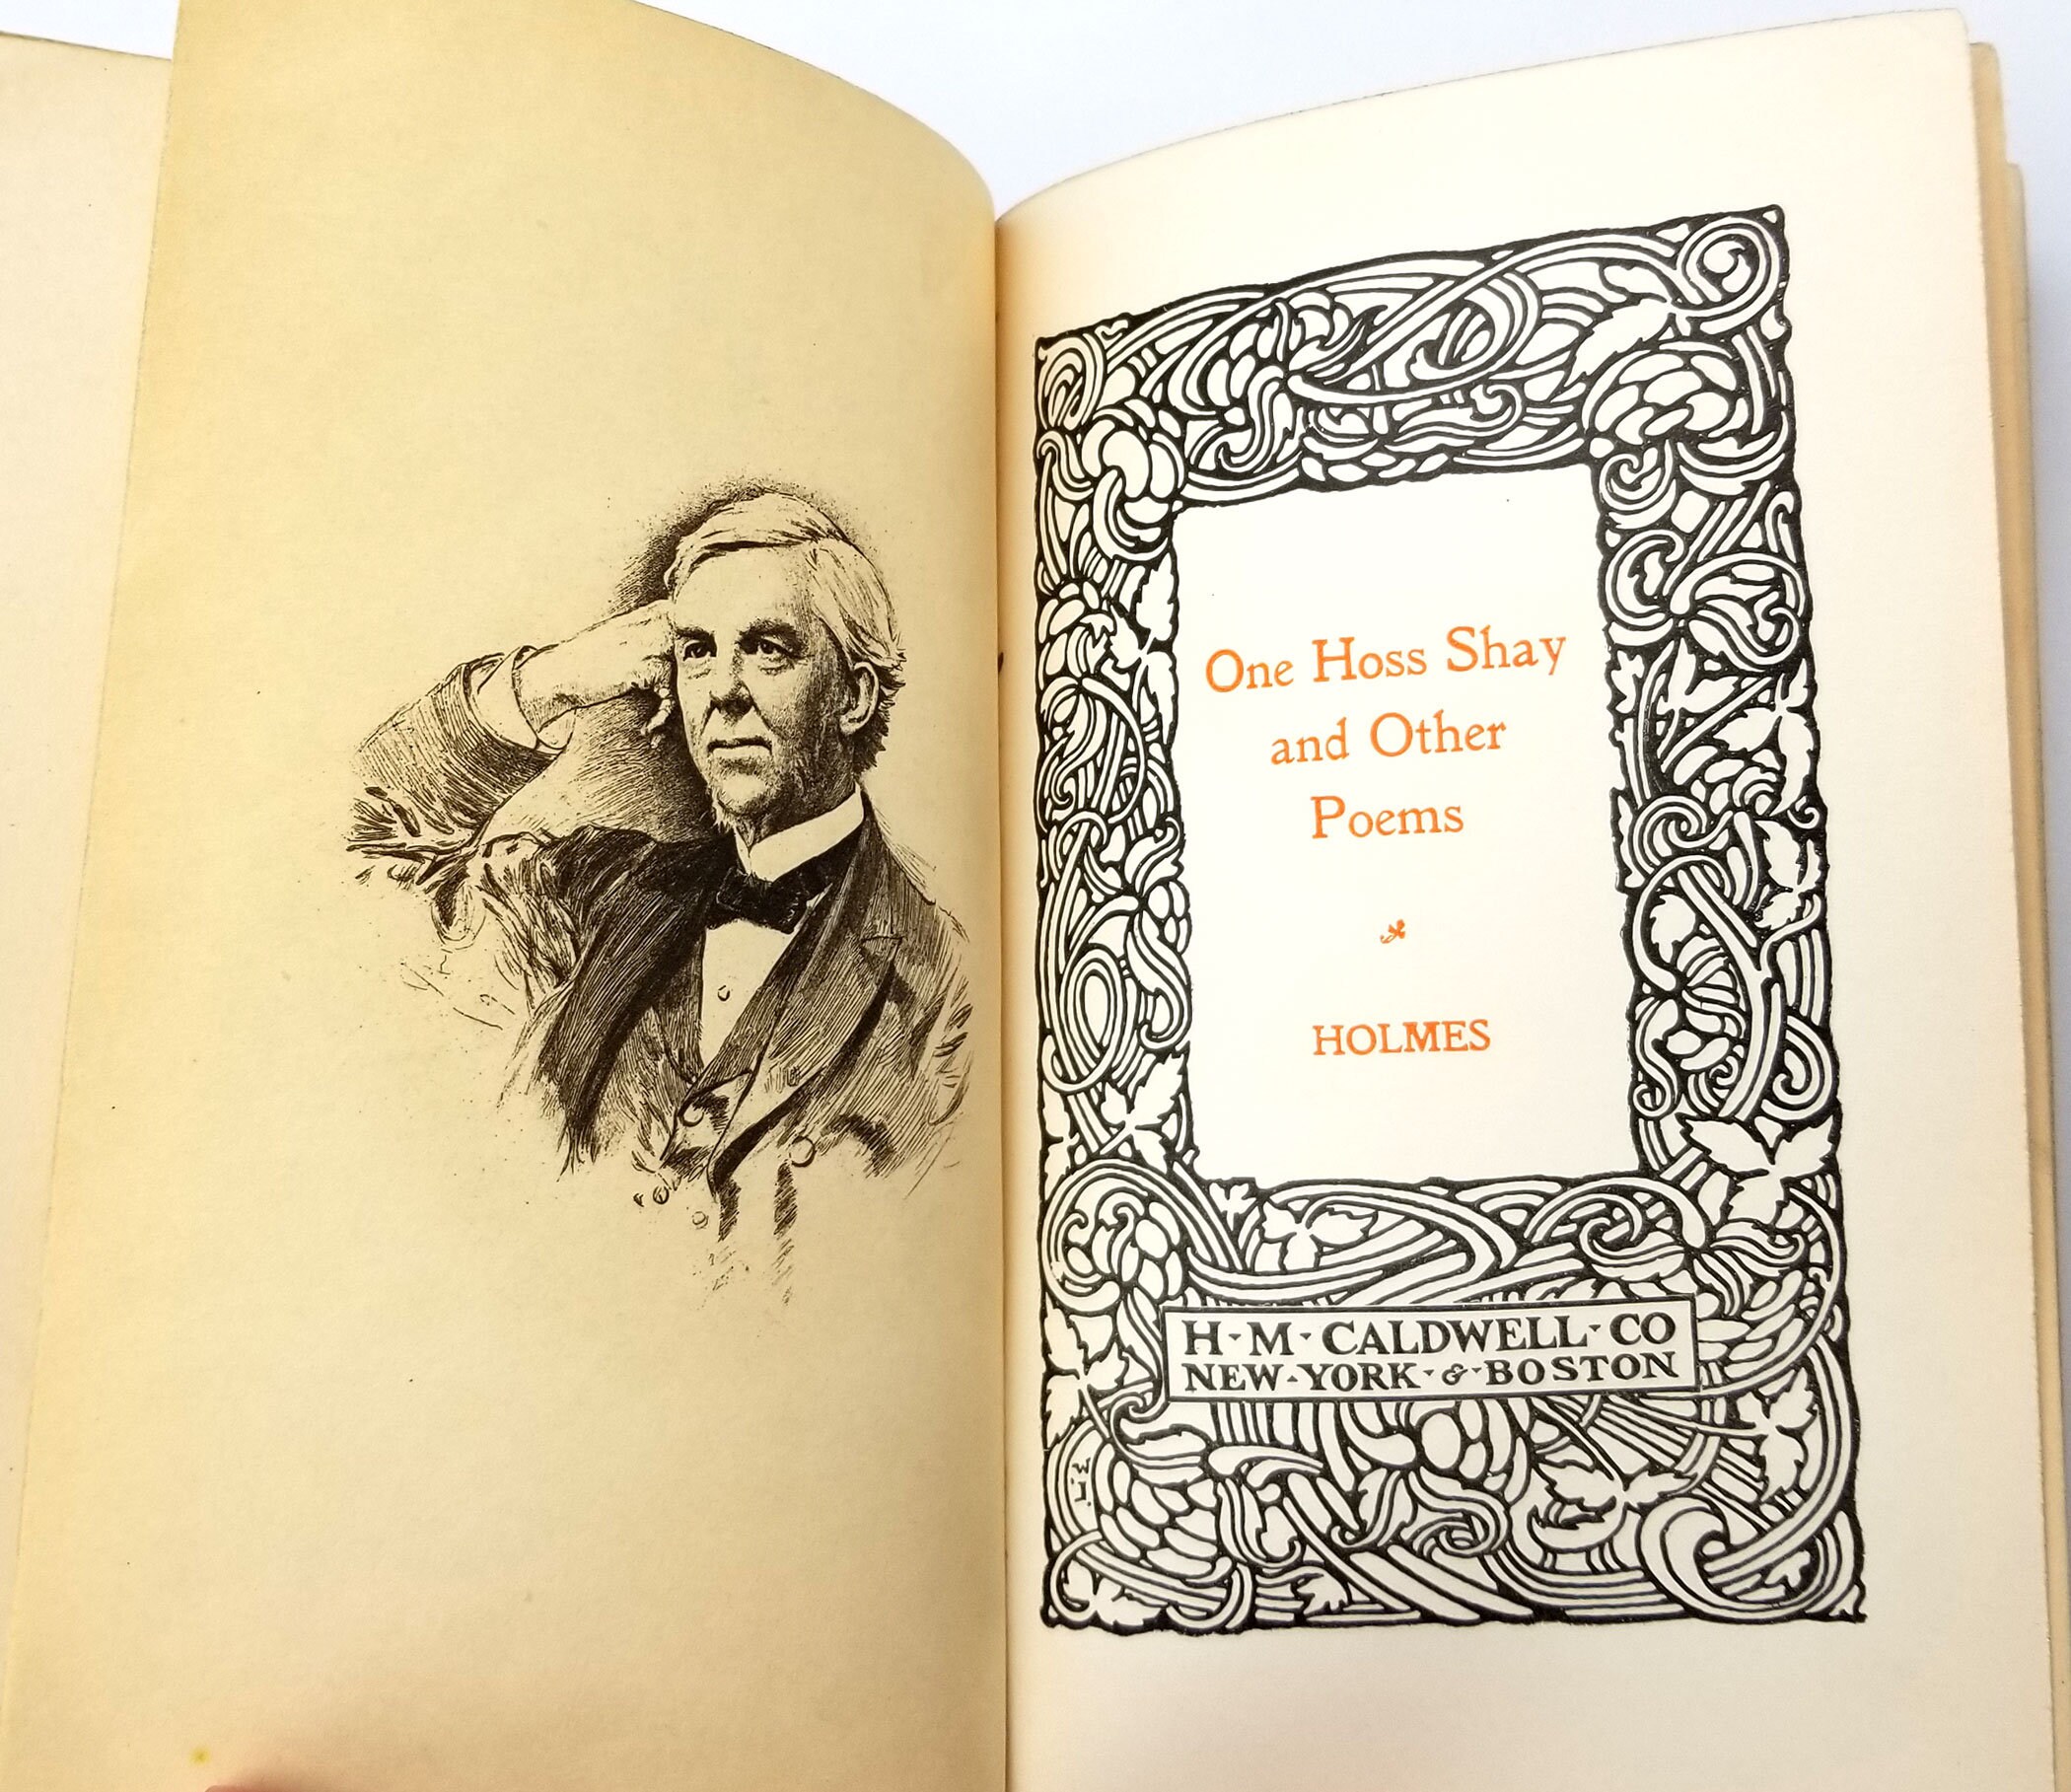 One Hoss Shay
and Other
Poems
HOLMES
H·M·CALDWELL·CO
NEW·YORK·&·BOSTON